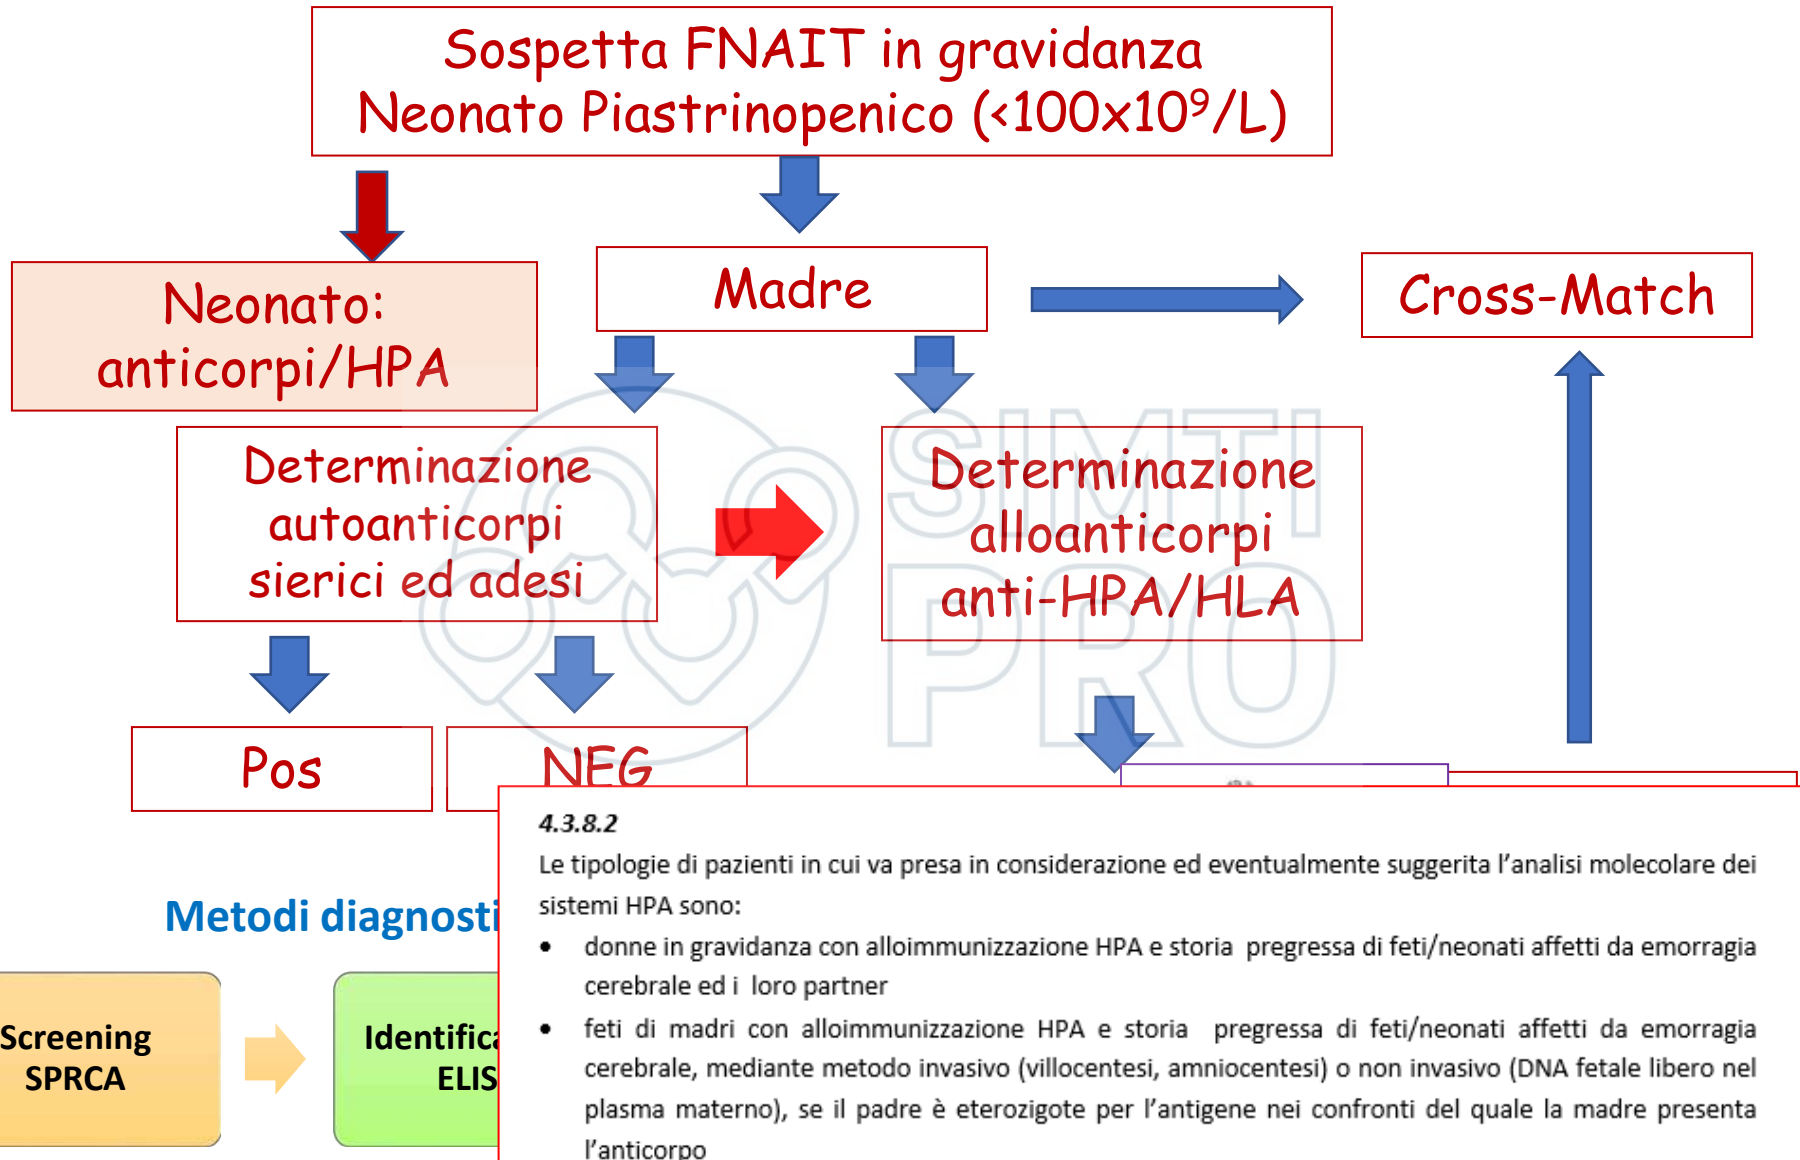 Sospetta FNAIT in gravidanza
Neonato Piastrinopenico (<100x10⁹/L)
Neonato:
anticorpi/HPA
Madre
Cross-Match
Determinazione
autoanticorpi
sierici ed adesi
Determinazione
alloanticorpi
anti-HPA/HLA
SIMTI
PRO
Pos
NEG
Metodi diagnosti
Screening
SPRCA
Identifica
ELIS
4.3.8.2
Le tipologie di pazienti in cui va presa in considerazione ed eventualmente suggerita l'analisi molecolare dei
sistemi HPA sono:
• donne in gravidanza con alloimmunizzazione HPA e storia pregressa di feti/neonati affetti da emorragia
cerebrale ed i loro partner
• feti di madri con alloimmunizzazione HPA e storia pregressa di feti/neonati affetti da emorragia
cerebrale, mediante metodo invasivo (villocentesi, amniocentesi) o non invasivo (DNA fetale libero nel
plasma materno), se il padre è eterozigote per l'antigene nei confronti del quale la madre presenta
l'anticorpo